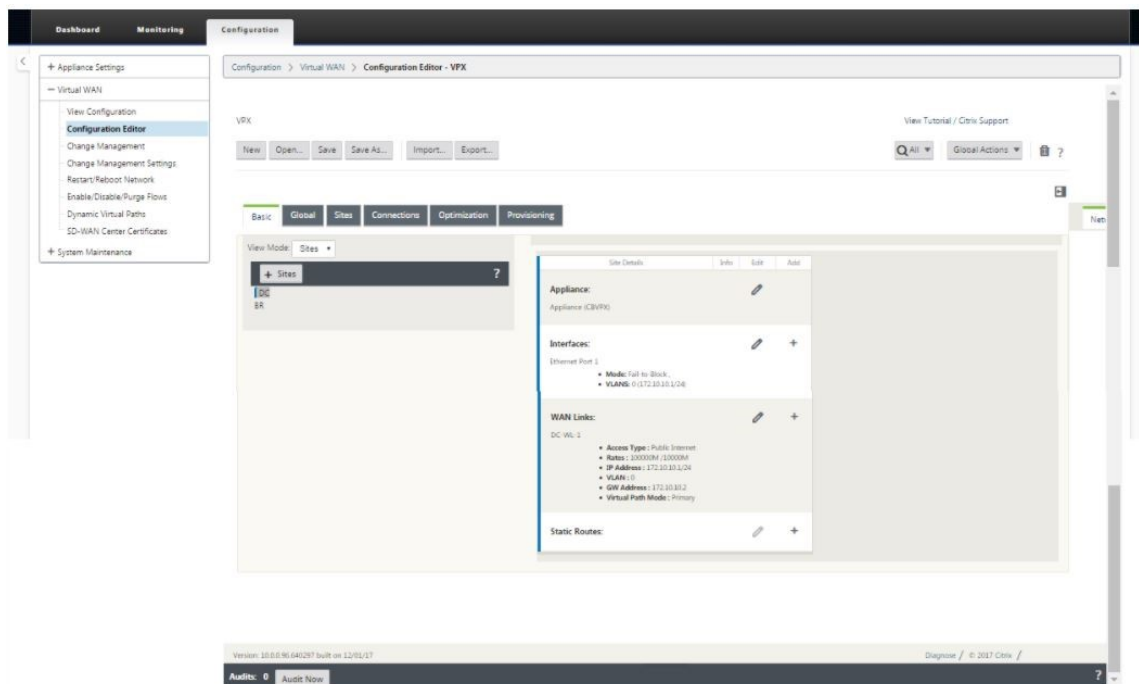 Dashboard Monitoring Configuration
+ Appliance Settings
− Virtual WAN
View Configuration
Configuration Editor
Change Management
Change Management Settings
Restart/Reboot Network
Enable/Disable/Purge Flows
Dynamic Virtual Paths
SD-WAN Center Certificates
+ System Maintenance
Configuration > Virtual WAN > Configuration Editor - VPX
VPX
View Tutorial / Citrix Support
New Open... Save Save As... Import... Export...
All Global Actions ?
Basic Global Sites Connections Optimization Provisioning
View Mode: Sites
+ Sites ?
DC
BR
Site Details Info Edit Add
Appliance:
Appliance (CBVPX)
Interfaces:
Ethernet Port 1
Mode: Fail-to-Block ,
VLANS: 0 (172.10.10.1/24)
WAN Links:
DC-WL-1
Access Type : Public Internet
Rates : 100000M /10000M
IP Address : 172.10.10.1/24
VLAN : 0
GW Address : 172.10.10.2
Virtual Path Mode : Primary
Static Routes:
Version: 10.0.0.96.640297 built on 12/01/17
Diagnose / © 2017 Citrix /
Audits: 0 Audit Now ?